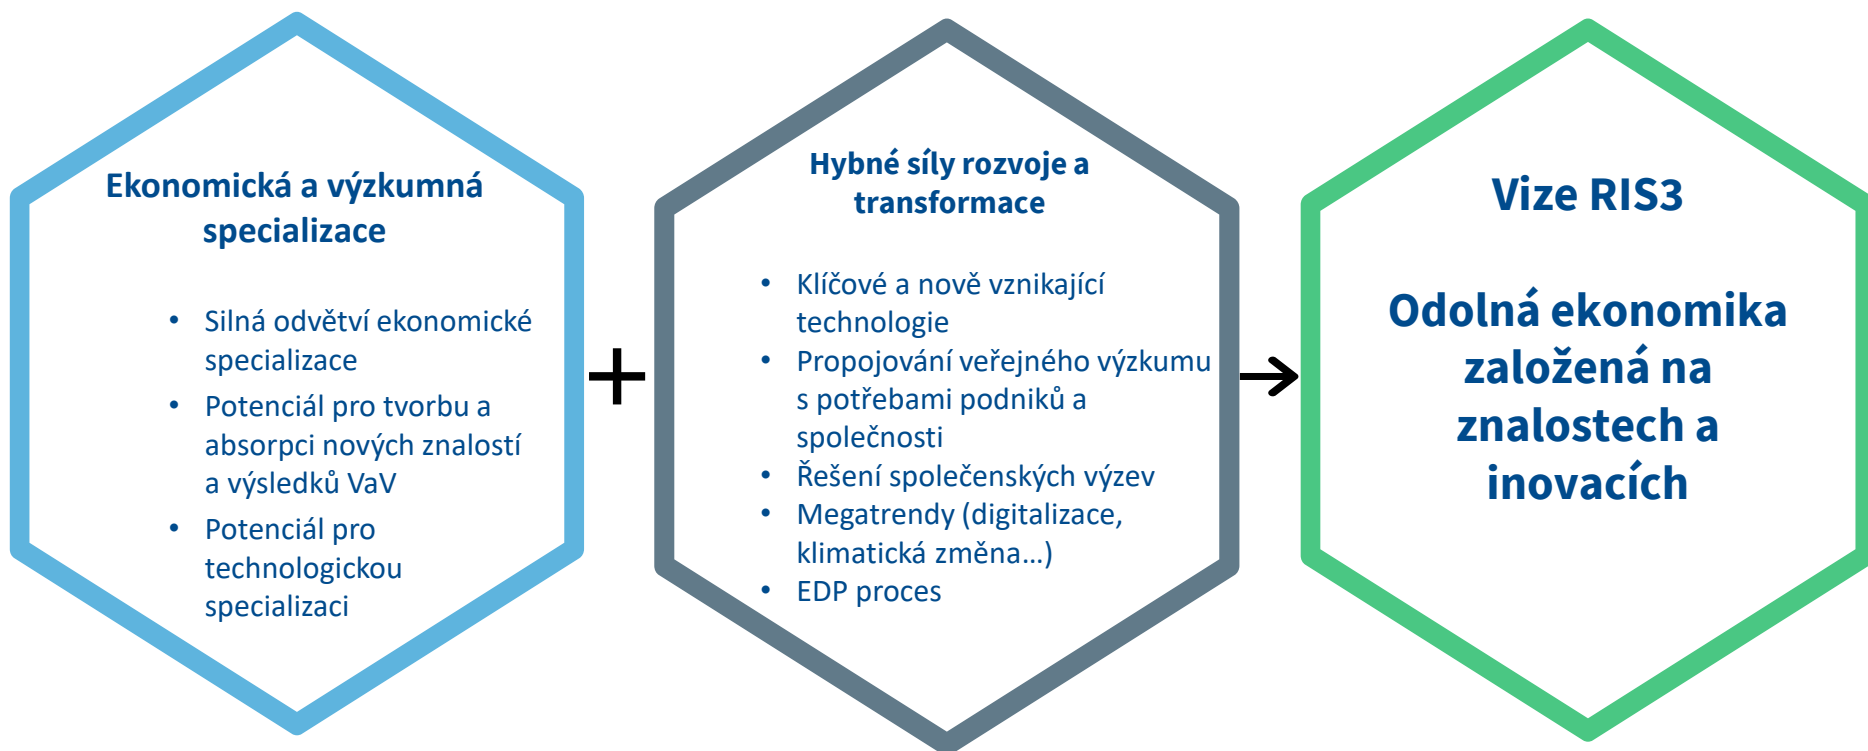 Ekonomická a výzkumná
specializace
• Silná odvětví ekonomické
specializace
• Potenciál pro tvorbu a
absorpci nových znalostí
a výsledků VaV
• Potenciál pro
technologickou
specializaci
+
Hybné síly rozvoje a
transformace
• Klíčové a nově vznikající
technologie
• Propojování veřejného výzkumu
s potřebami podniků a
společnosti
• Řešení společenských výzev
• Megatrendy (digitalizace,
klimatická změna…)
• EDP proces
→
Vize RIS3
Odolná ekonomika
založená na
znalostech a
inovacích